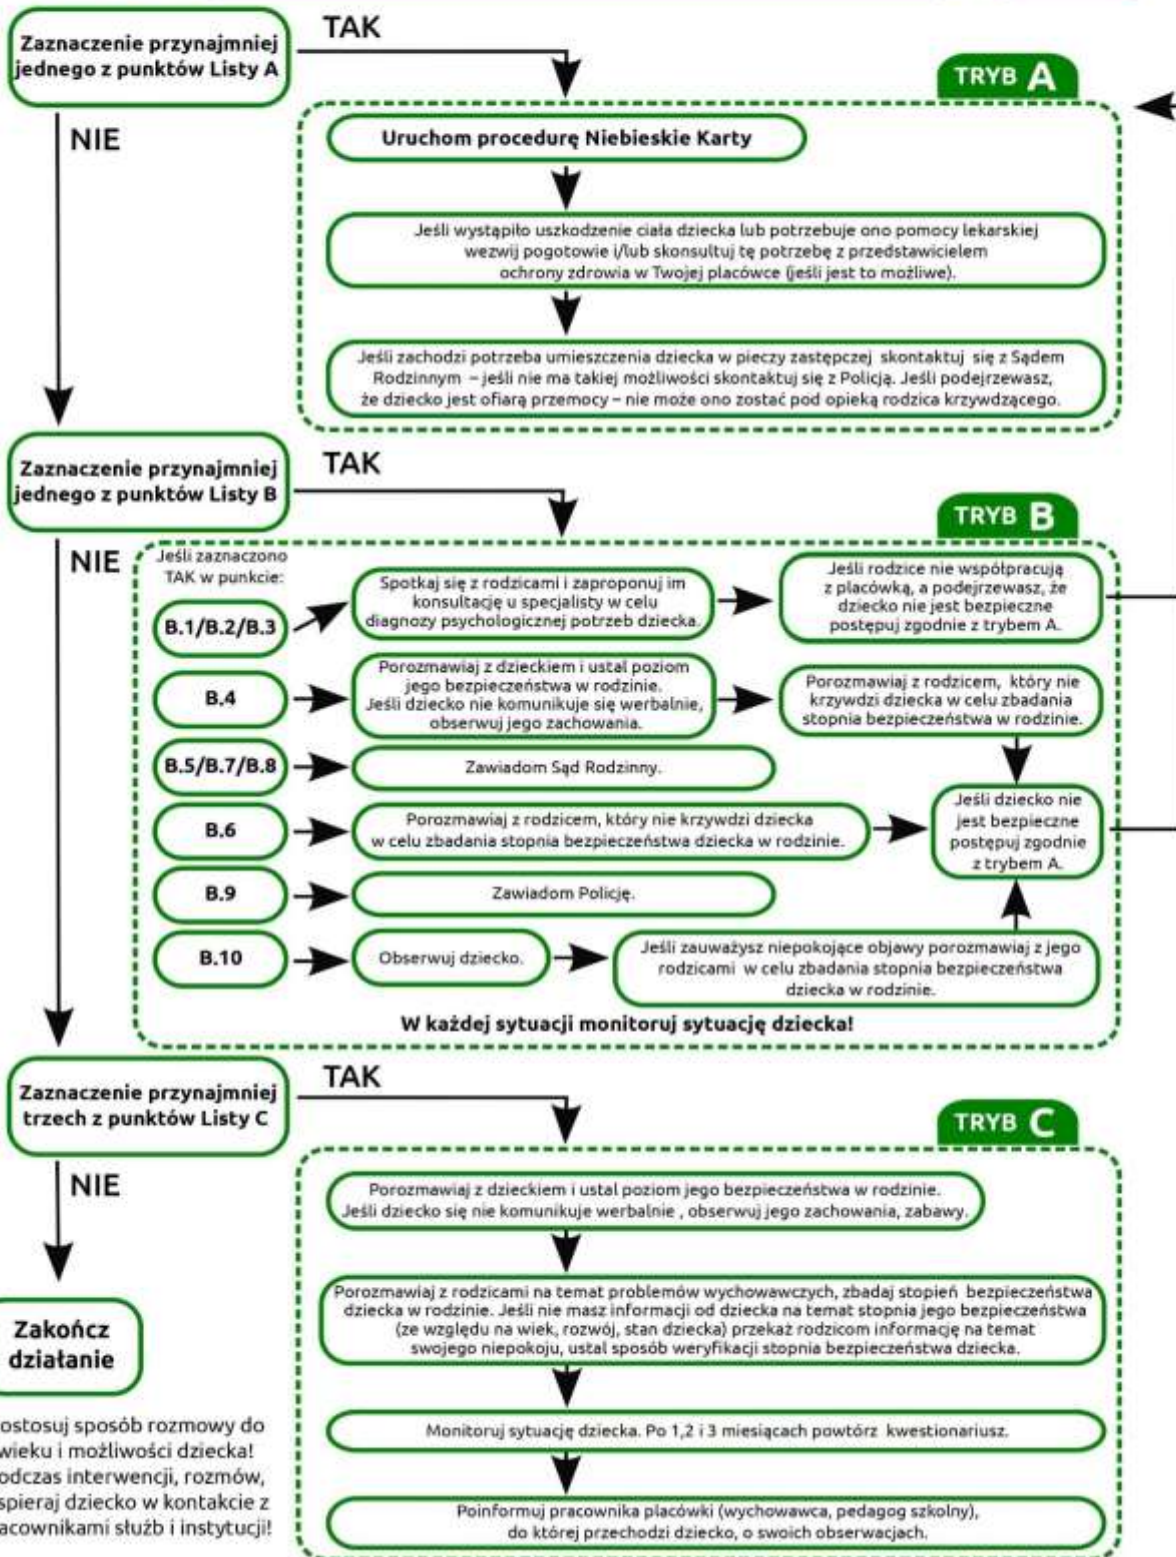 Zaznaczenie przynajmniej
jednego z punktów Listy A
TAK
NIE
TRYB A
Uruchom procedurę Niebieskie Karty
Jeśli wystąpiło uszkodzenie ciała dziecka lub potrzebuje ono pomocy lekarskiej
wezwij pogotowie i/lub skonsultuj tę potrzebę z przedstawicielem
ochrony zdrowia w Twojej placówce (jeśli jest to możliwe).
Jeśli zachodzi potrzeba umieszczenia dziecka w pieczy zastępczej skontaktuj się z Sądem
Rodzinnym – jeśli nie ma takiej możliwości skontaktuj się z Policją. Jeśli podejrzewasz,
że dziecko jest ofiarą przemocy – nie może ono zostać pod opieką rodzica krzywdzącego.
Zaznaczenie przynajmniej
jednego z punktów Listy B
TAK
NIE
TRYB B
Jeśli zaznaczono
TAK w punkcie:
B.1/B.2/B.3
Spotkaj się z rodzicami i zaproponuj im
konsultację u specjalisty w celu
diagnozy psychologicznej potrzeb dziecka.
Jeśli rodzice nie współpracują
z placówką, a podejrzewasz, że
dziecko nie jest bezpieczne
postępuj zgodnie z trybem A.
B.4
Porozmawiaj z dzieckiem i ustal poziom
jego bezpieczeństwa w rodzinie.
Jeśli dziecko nie komunikuje się werbalnie,
obserwuj jego zachowania.
Porozmawiaj z rodzicem, który nie
krzywdzi dziecka w celu zbadania
stopnia bezpieczeństwa w rodzinie.
B.5/B.7/B.8
Zawiadom Sąd Rodzinny.
B.6
Porozmawiaj z rodzicem, który nie krzywdzi dziecka
w celu zbadania stopnia bezpieczeństwa dziecka w rodzinie.
Jeśli dziecko nie
jest bezpieczne
postępuj zgodnie
z trybem A.
B.9
Zawiadom Policję.
B.10
Obserwuj dziecko.
Jeśli zauważysz niepokojące objawy porozmawiaj z jego
rodzicami w celu zbadania stopnia bezpieczeństwa
dziecka w rodzinie.
W każdej sytuacji monitoruj sytuację dziecka!
Zaznaczenie przynajmniej
trzech z punktów Listy C
TAK
NIE
TRYB C
Porozmawiaj z dzieckiem i ustal poziom jego bezpieczeństwa w rodzinie.
Jeśli dziecko się nie komunikuje werbalnie , obserwuj jego zachowania, zabawy.
Porozmawiaj z rodzicami na temat problemów wychowawczych, zbadaj stopień bezpieczeństwa
dziecka w rodzinie. Jeśli nie masz informacji od dziecka na temat stopnia jego bezpieczeństwa
(ze względu na wiek, rozwój, stan dziecka) przekaż rodzicom informację na temat
swojego niepokoju, ustal sposób weryfikacji stopnia bezpieczeństwa dziecka.
Monitoruj sytuację dziecka. Po 1,2 i 3 miesiącach powtórz kwestionariusz.
Poinformuj pracownika placówki (wychowawca, pedagog szkolny),
do której przechodzi dziecko, o swoich obserwacjach.
Zakończ
działanie
ostosuj sposób rozmowy do
wieku i możliwości dziecka!
odczas interwencji, rozmów,
spieraj dziecko w kontakcie z
acownikami służb i instytucji!